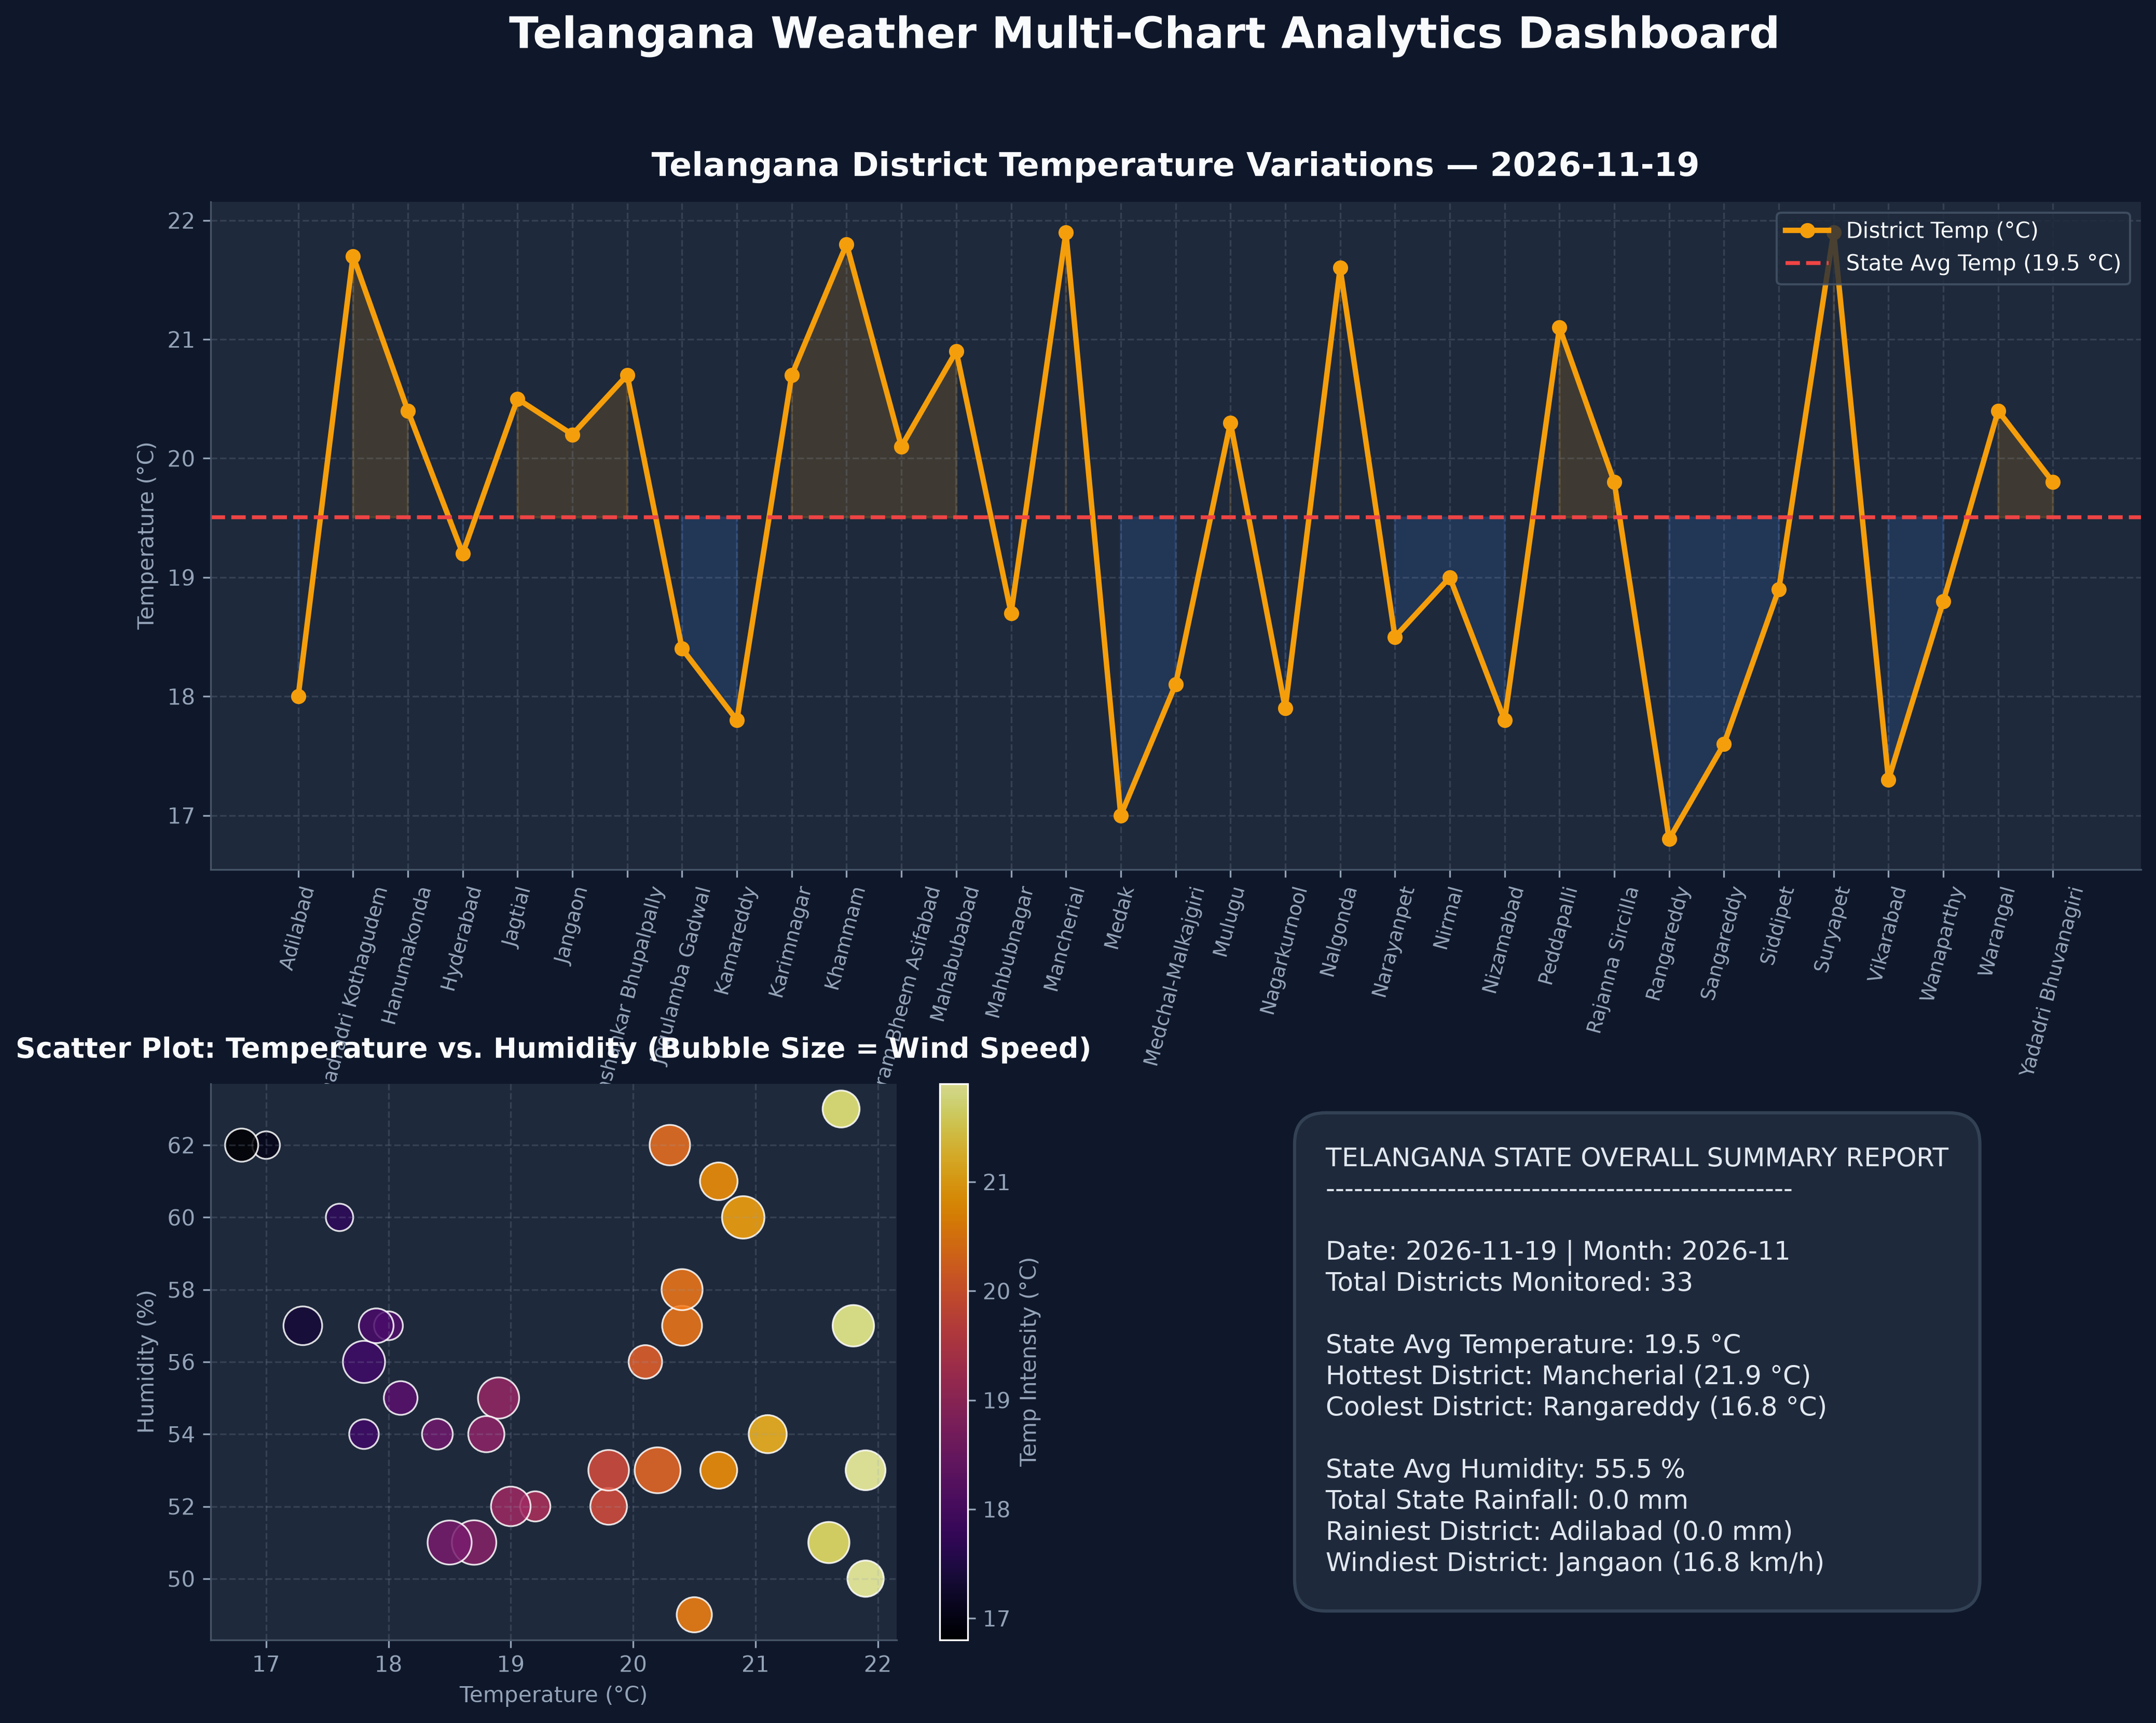 Telangana Weather Multi-Chart Analytics Dashboard
Telangana District Temperature Variations — 2026-11-19
District Temp (°C)
State Avg Temp (19.5 °C)
Temperature (°C)
22
21
20
19
18
17
Adilabad
Kothagudem
Hanumakonda
Hyderabad
Jagtial
Jangaon
Bhupalpally
Jogulamba Gadwal
Kamareddy
Karimnagar
Khammam
Bheem Asifabad
Mahabubabad
Mahbubnagar
Mancherial
Medak
Medchal-Malkajgiri
Mulugu
Nagarkurnool
Nalgonda
Narayanpet
Nirmal
Nizamabad
Peddapalli
Rajanna Sircilla
Rangareddy
Sangareddy
Siddipet
Suryapet
Vikarabad
Wanaparthy
Warangal
Yadadri Bhuvanagiri
Scatter Plot: Temperature vs. Humidity (Bubble Size = Wind Speed)
Humidity (%)
62
60
58
56
54
52
50
17
18
19
20
21
22
Temperature (°C)
21
20
19
18
17
Temp Intensity (°C)
TELANGANA STATE OVERALL SUMMARY REPORT
--------------------------------------------------
Date: 2026-11-19 | Month: 2026-11
Total Districts Monitored: 33
State Avg Temperature: 19.5 °C
Hottest District: Mancherial (21.9 °C)
Coolest District: Rangareddy (16.8 °C)
State Avg Humidity: 55.5 %
Total State Rainfall: 0.0 mm
Rainiest District: Adilabad (0.0 mm)
Windiest District: Jangaon (16.8 km/h)